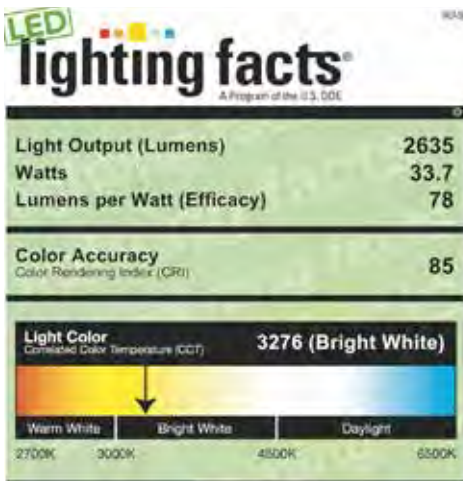 LED
lighting facts®
A Program of the U.S. DOE
Light Output (Lumens) 2635
Watts 33.7
Lumens per Watt (Efficacy) 78
Color Accuracy
Color Rendering Index (CRI) 85
Light Color
Correlated Color Temperature (CCT) 3276 (Bright White)
Warm White Bright White Daylight
2700K 3000K 4500K 6500K